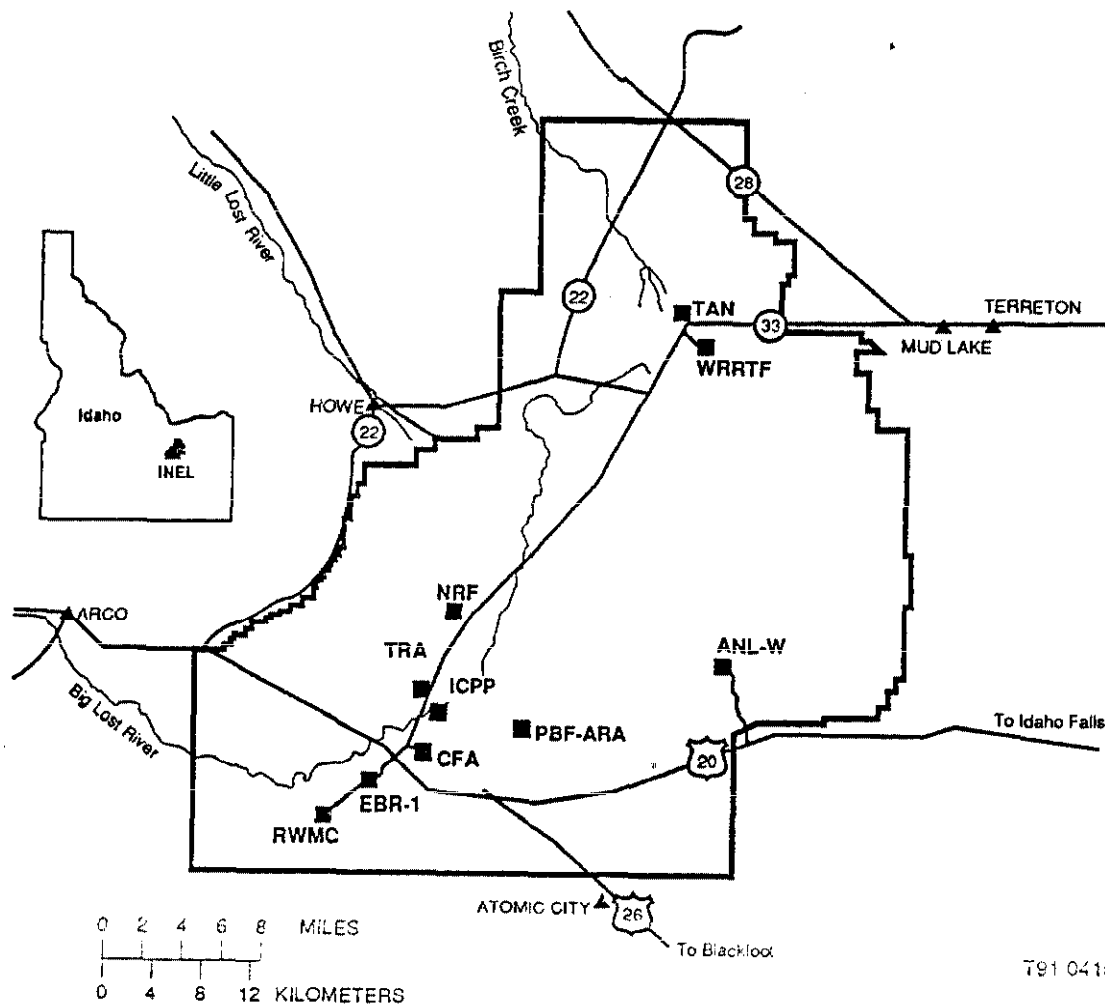 Birch Creek
Little Lost River
28
22
TAN
33
TERRETON
MUD LAKE
WRRTF
Idaho
INEL
HOWE
22
NRF
ARCO
TRA
ANL-W
ICPP
Big Lost River
PBF-ARA
To Idaho Falls
CFA
20
EBR-1
RWMC
ATOMIC CITY
26
To Blackfoot
0 2 4 6 8 MILES
0 4 8 12 KILOMETERS